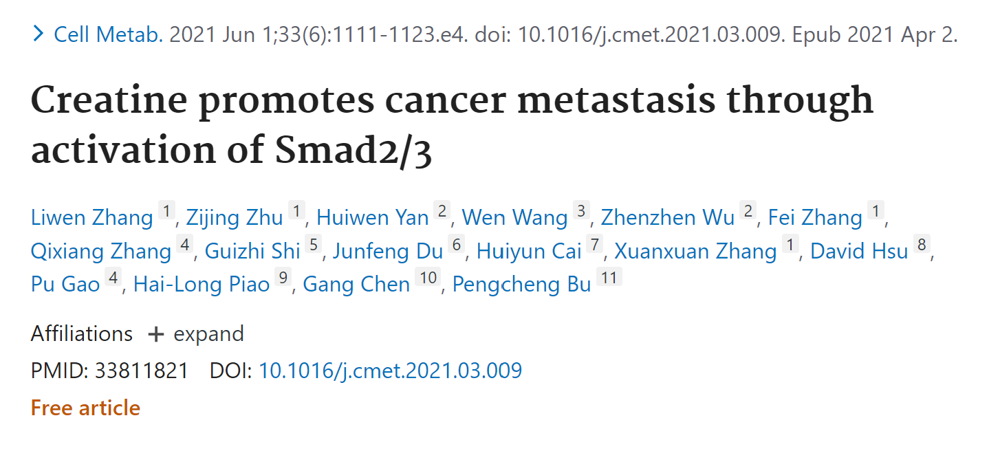 > Cell Metab. 2021 Jun 1;33(6):1111-1123.e4. doi: 10.1016/j.cmet.2021.03.009. Epub 2021 Apr 2.
Creatine promotes cancer metastasis through
activation of Smad2/3
Liwen Zhang 1, Zijing Zhu 1, Huiwen Yan 2, Wen Wang 3, Zhenzhen Wu 2, Fei Zhang 1,
Qixiang Zhang 4, Guizhi Shi 5, Junfeng Du 6, Huiyun Cai 7, Xuanxuan Zhang 1, David Hsu 8,
Pu Gao 4, Hai-Long Piao 9, Gang Chen 10, Pengcheng Bu 11
Affiliations + expand
PMID: 33811821 DOI: 10.1016/j.cmet.2021.03.009
Free article